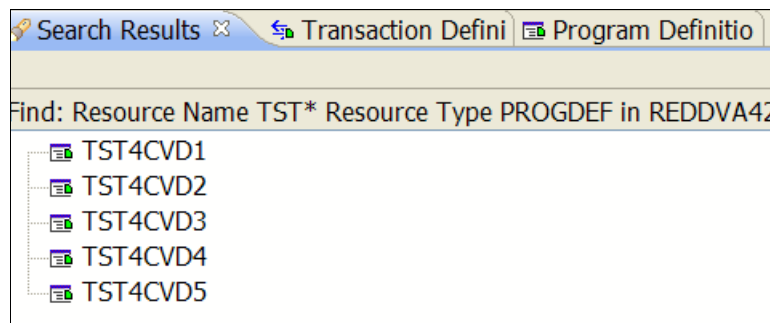 Search Results Transaction Defini Program Definitio
Find: Resource Name TST* Resource Type PROGDEF in REDDVA42
TST4CVD1
TST4CVD2
TST4CVD3
TST4CVD4
TST4CVD5